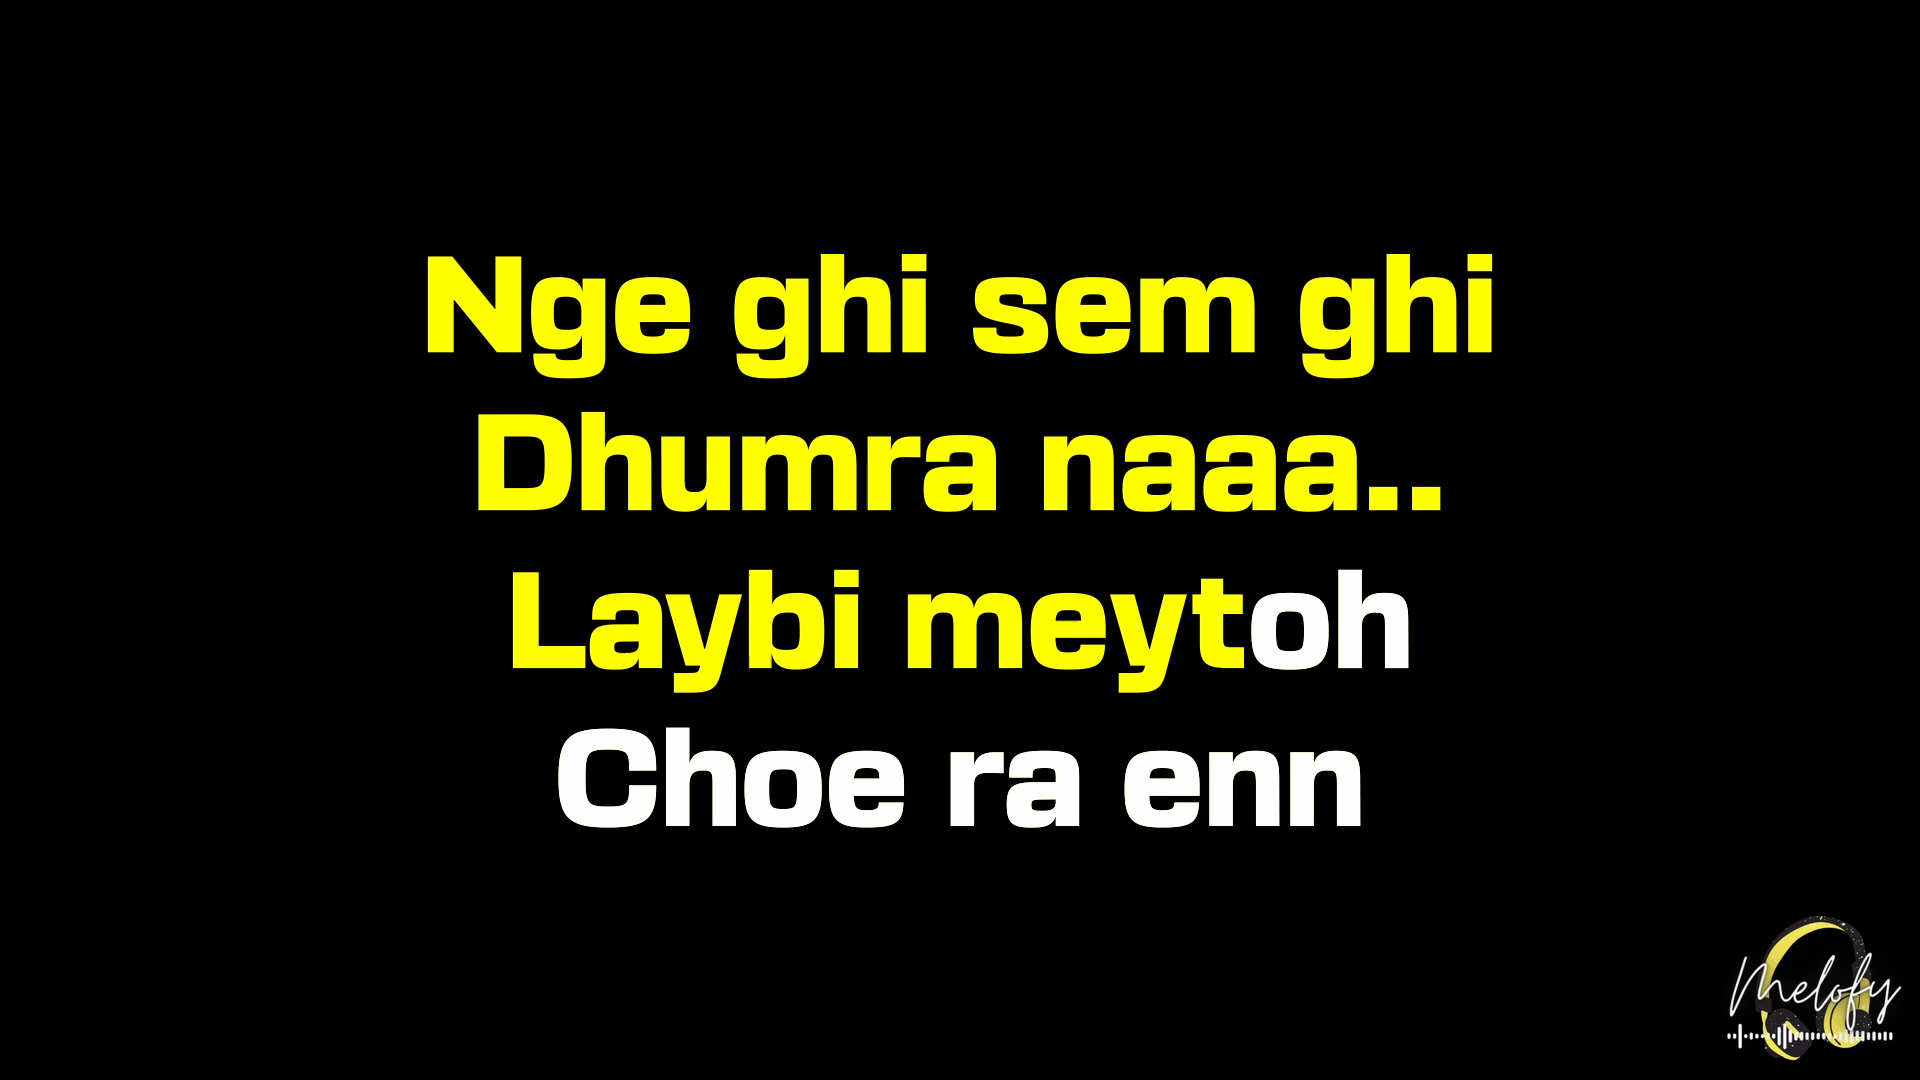 Nge ghi sem ghi
Dhumra naaa..
Laybi meytoh
Choe ra enn
Melofy